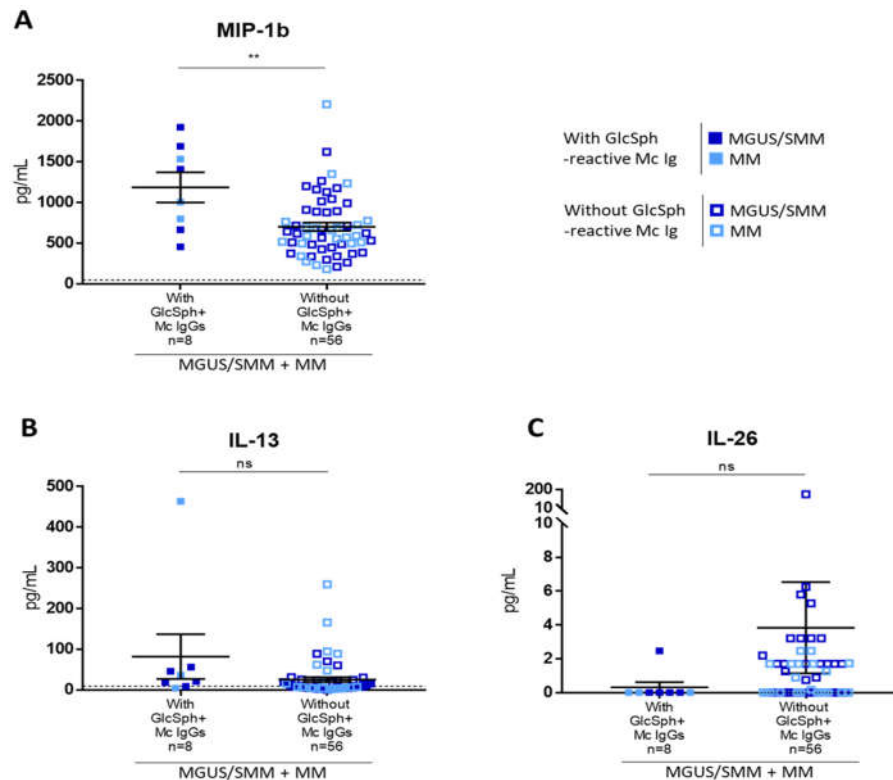 A
MIP-1b
**
2500
2000
1500
1000
500
0
pg/mL
With
GlcSph+
Mc IgGs
n=8
Without
GlcSph+
Mc IgGs
n=56
MGUS/SMM + MM
With GlcSph
-reactive Mc Ig
MGUS/SMM
MM
Without GlcSph
-reactive Mc Ig
MGUS/SMM
MM
B
IL-13
ns
500
400
300
200
100
0
pg/mL
With
GlcSph+
Mc IgGs
n=8
Without
GlcSph+
Mc IgGs
n=56
MGUS/SMM + MM
C
IL-26
ns
200
10
10
8
6
4
2
0
pg/mL
With
GlcSph+
Mc IgGs
n=8
Without
GlcSph+
Mc IgGs
n=56
MGUS/SMM + MM